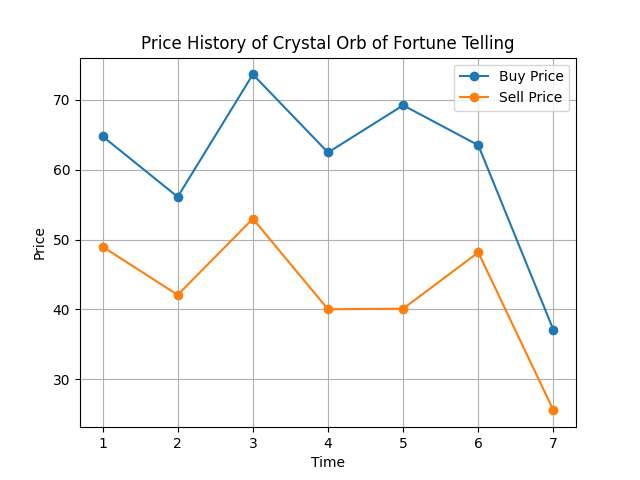 Price History of Crystal Orb of Fortune Telling
Buy Price
Sell Price
70
60
50
40
30
Price
1 2 3 4 5 6 7
Time